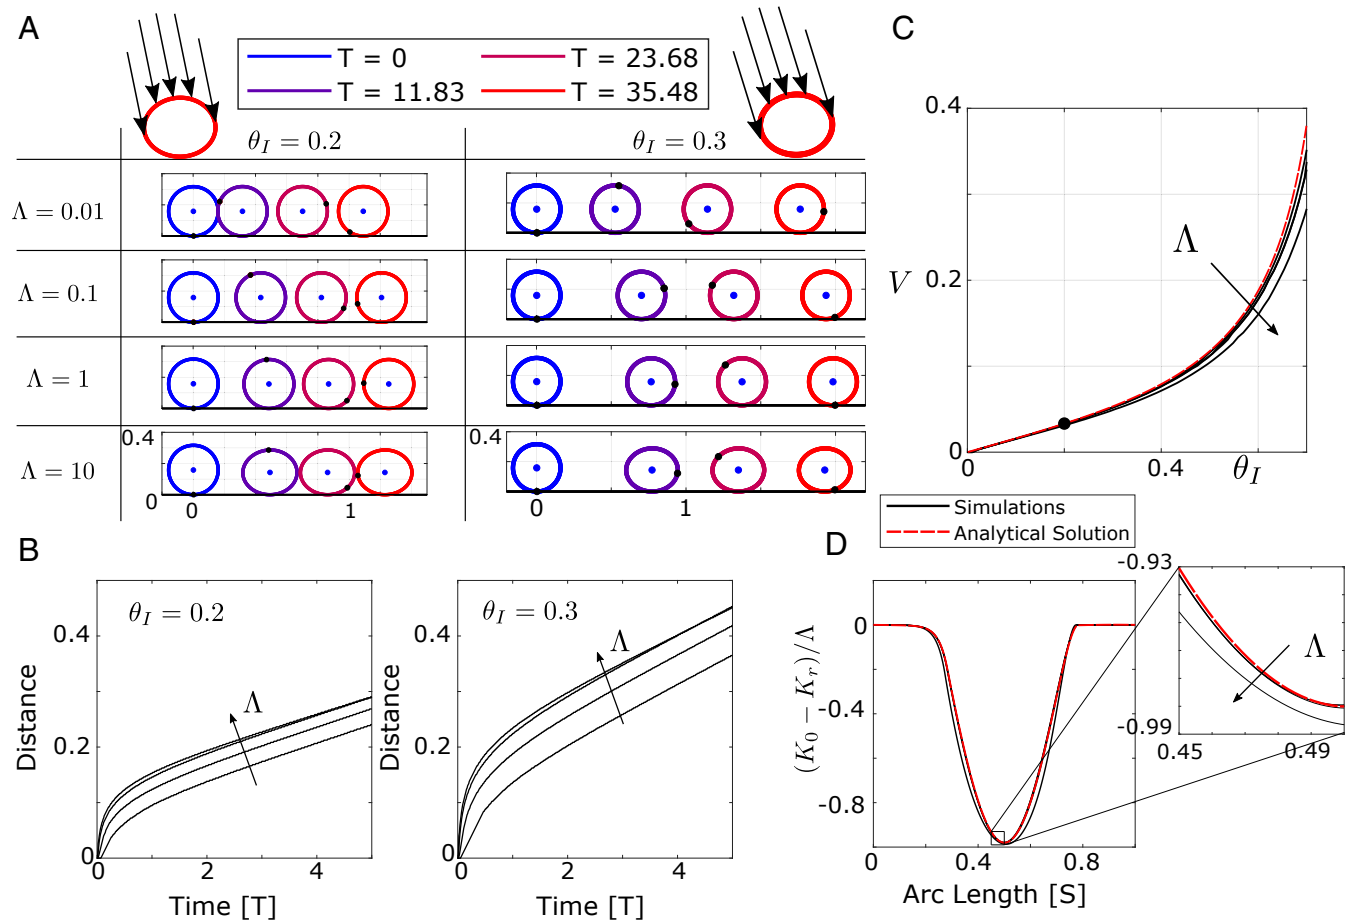 A
T = 0
T = 23.68
T = 11.83
T = 35.48
θ_I = 0.2
θ_I = 0.3
Λ = 0.01
Λ = 0.1
Λ = 1
Λ = 10
0.4
0
0
1
0.4
0
1
C
0.4
V
0.2
0
0.4
θ_I
Λ
Simulations
Analytical Solution
B
θ_I = 0.2
Λ
Distance
0.4
0.2
0
0
2
4
Time [T]
θ_I = 0.3
Λ
Distance
0.4
0.2
0
0
2
4
Time [T]
D
(K_0 − K_r)/Λ
0
-0.4
-0.8
0
0.4
0.8
Arc Length [S]
-0.93
-0.99
0.45
0.49
Λ